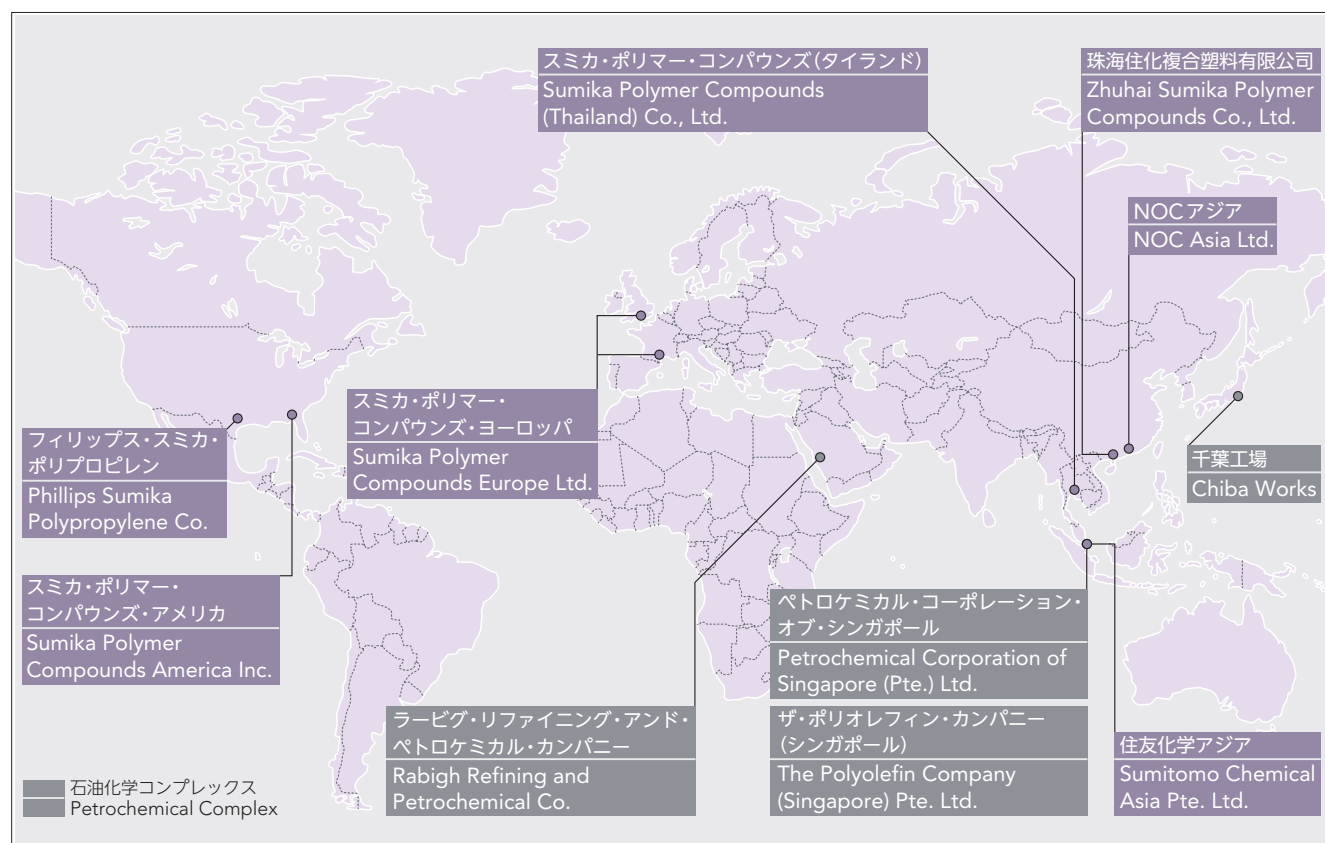 スミカ・ポリマー・コンパウンズ(タイランド)
Sumika Polymer Compounds
(Thailand) Co., Ltd.
珠海住化複合塑料有限公司
Zhuhai Sumika Polymer
Compounds Co., Ltd.
NOCアジア
NOC Asia Ltd.
スミカ・ポリマー・
コンパウンズ・ヨーロッパ
Sumika Polymer
Compounds Europe Ltd.
フィリップス・スミカ・
ポリプロピレン
Phillips Sumika
Polypropylene Co.
千葉工場
Chiba Works
スミカ・ポリマー・
コンパウンズ・アメリカ
Sumika Polymer
Compounds America Inc.
ペトロケミカル・コーポレーション・
オブ・シンガポール
Petrochemical Corporation of
Singapore (Pte.) Ltd.
ラービグ・リファイニング・アンド・
ペトロケミカル・カンパニー
Rabigh Refining and
Petrochemical Co.
ザ・ポリオレフィン・カンパニー
(シンガポール)
The Polyolefin Company
(Singapore) Pte. Ltd.
住友化学アジア
Sumitomo Chemical
Asia Pte. Ltd.
石油化学コンプレックス
Petrochemical Complex